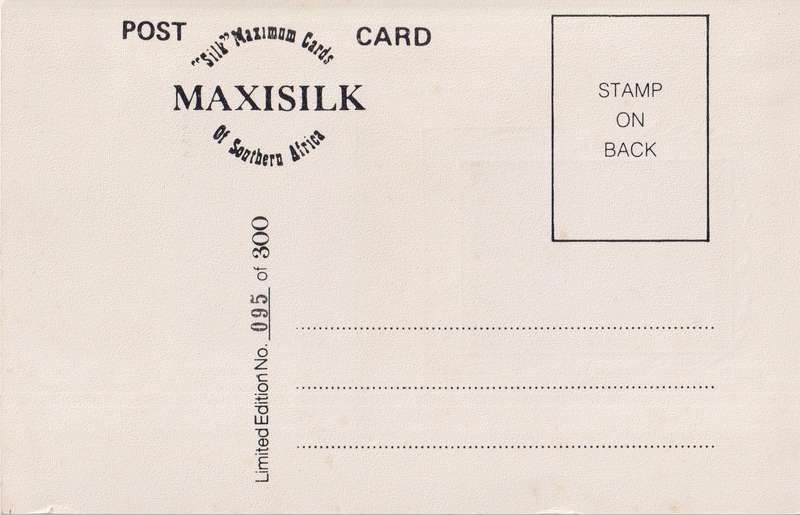 POST CARD
"Silk" Maximum Cards
MAXISILK
Of Southern Africa
STAMP
ON
BACK
Limited Edition No. 095 of 300